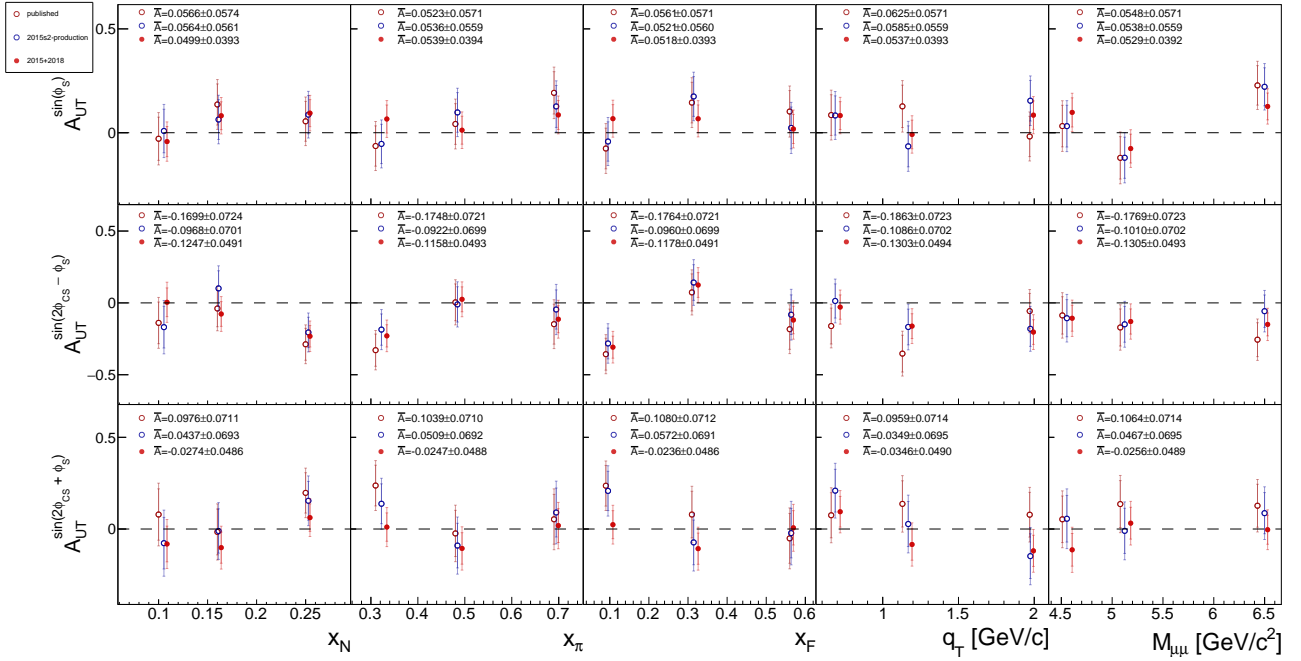 published
2015s2-production
2015+2018
A̅=0.0566±0.0574
A̅=0.0564±0.0561
A̅=0.0499±0.0393
A̅=0.0523±0.0571
A̅=0.0536±0.0559
A̅=0.0539±0.0394
A̅=0.0561±0.0571
A̅=0.0521±0.0560
A̅=0.0518±0.0393
A̅=0.0625±0.0571
A̅=0.0585±0.0559
A̅=0.0537±0.0393
A̅=0.0548±0.0571
A̅=0.0538±0.0559
A̅=0.0529±0.0392
0.5
0
A_UT^sin(ϕ_S)
A̅=-0.1699±0.0724
A̅=-0.0968±0.0701
A̅=-0.1247±0.0491
A̅=-0.1748±0.0721
A̅=-0.0922±0.0699
A̅=-0.1158±0.0493
A̅=-0.1764±0.0721
A̅=-0.0960±0.0699
A̅=-0.1178±0.0491
A̅=-0.1863±0.0723
A̅=-0.1086±0.0702
A̅=-0.1303±0.0494
A̅=-0.1769±0.0723
A̅=-0.1010±0.0702
A̅=-0.1305±0.0493
0.5
0
−0.5
A_UT^sin(2ϕ_CS − ϕ_S)
A̅=0.0976±0.0711
A̅=0.0437±0.0693
A̅=-0.0274±0.0486
A̅=0.1039±0.0710
A̅=0.0509±0.0692
A̅=-0.0247±0.0488
A̅=0.1080±0.0712
A̅=0.0572±0.0691
A̅=-0.0236±0.0486
A̅=0.0959±0.0714
A̅=0.0349±0.0695
A̅=-0.0346±0.0490
A̅=0.1064±0.0714
A̅=0.0467±0.0695
A̅=-0.0256±0.0489
0.5
0
A_UT^sin(2ϕ_CS + ϕ_S)
0.1 0.15 0.2 0.25
0.3 0.4 0.5 0.6 0.7
0.1 0.2 0.3 0.4 0.5 0.6
1 1.5 2
4.5 5 5.5 6 6.5
x_N
x_π
x_F
q_T [GeV/c]
M_μμ [GeV/c²]